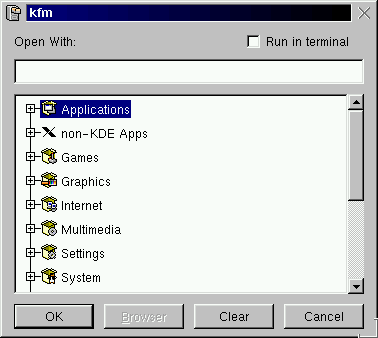 kfm
Open With:
Run in terminal
Applications
non-KDE Apps
Games
Graphics
Internet
Multimedia
Settings
System
OK
Browser
Clear
Cancel